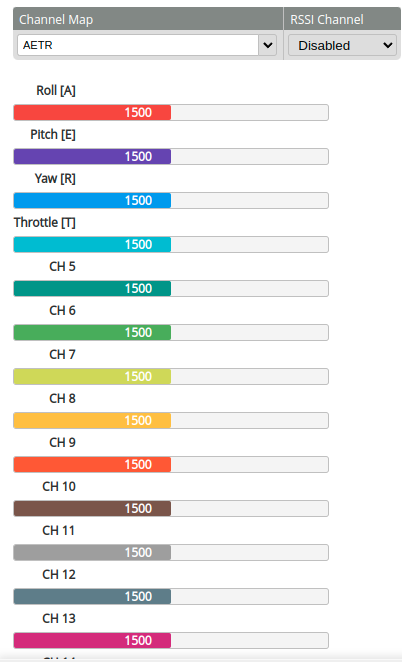 Channel Map RSSI Channel
AETR Disabled
Roll [A]
1500
Pitch [E]
1500
Yaw [R]
1500
Throttle [T]
1500
CH 5
1500
CH 6
1500
CH 7
1500
CH 8
1500
CH 9
1500
CH 10
1500
CH 11
1500
CH 12
1500
CH 13
1500